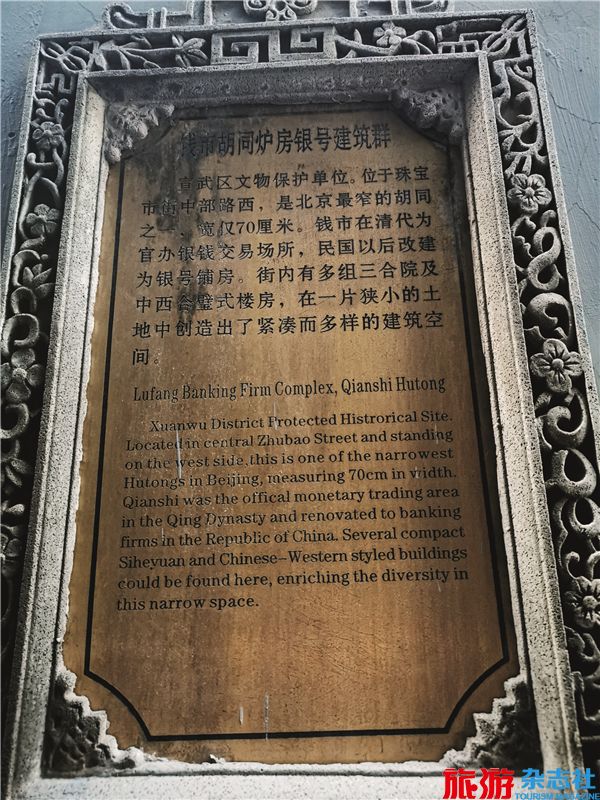 钱市胡同炉房银号建筑群
宣武区文物保护单位。位于珠宝
市街中部路西，是北京最窄的胡同
之一、宽仅70厘米。钱市在清代为
官办银钱交易场所，民国以后改建
为银号铺房。街内有多组三合院及
中西合璧式楼房，在一片狭小的土
地中创造出了紧凑而多样的建筑空
间。
Lufang Banking Firm Complex, Qianshi Hutong
Xuanwu District Protected Histrorical Site.
Located in central Zhubao Street and standing
on the west side,this is one of the narrowest
Hutongs in Beijing, measuring 70cm in width.
Qianshi was the offical monetary trading area
in the Qing Dynasty and renovated to banking
firms in the Republic of China. Several compact
Siheyuan and Chinese-Western styled buildings
could be found here, enriching the diversity in
this narrow space.
旅游杂志社
TOURISM MAGAZINE